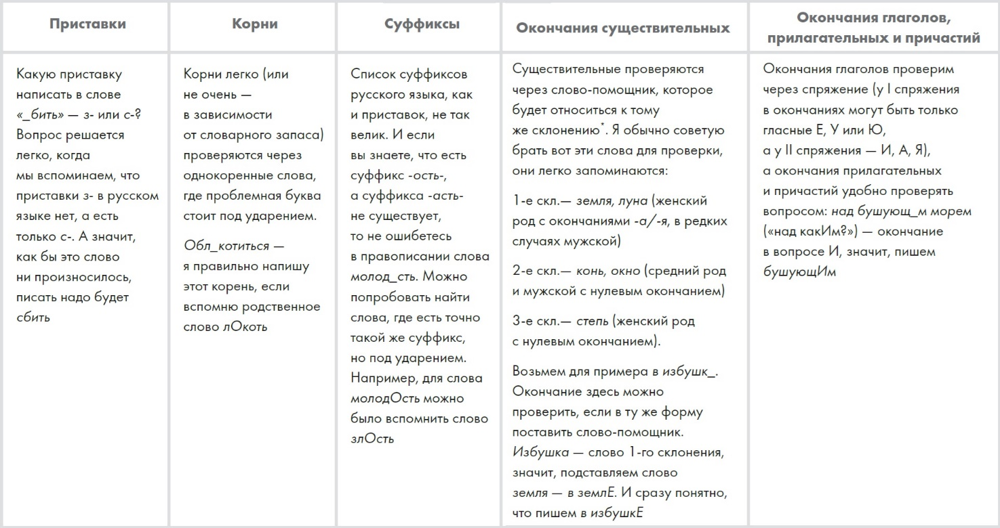 Приставки
Корни
Суффиксы
Окончания существительных
Окончания глаголов,
прилагательных и причастий
Какую приставку
написать в слове
«_бить» — з- или с-?
Вопрос решается
легко, когда
мы вспоминаем, что
приставки з- в русском
языке нет, а есть
только с-. А значит,
как бы это слово
ни произносилось,
писать надо будет
сбить
Корни легко (или
не очень —
в зависимости
от словарного запаса)
проверяются через
однокоренные слова,
где проблемная буква
стоит под ударением.
Обл_котиться —
я правильно напишу
этот корень, если
вспомню родственное
слово лОкоть
Список суффиксов
русского языка, как
и приставок, не так
велик. И если
вы знаете, что есть
суффикс -ость-,
а суффикса -асть-
не существует,
то не ошибетесь
в правописании слова
молод_сть. Можно
попробовать найти
слова, где есть точно
такой же суффикс,
но под ударением.
Например, для слова
молодОсть можно
было вспомнить слово
злОсть
Существительные проверяются
через слово-помощник, которое
будет относиться к тому
же склонению*. Я обычно советую
брать вот эти слова для проверки,
они легко запоминаются:
1-е скл.— земля, луна (женский
род с окончаниями -а/-я, в редких
случаях мужской)
2-е скл.— конь, окно (средний род
и мужской с нулевым окончанием)
3-е скл.— степь (женский род
с нулевым окончанием).
Возьмем для примера в избушк_.
Окончание здесь можно
проверить, если в ту же форму
поставить слово-помощник.
Избушка — слово 1-го склонения,
значит, подставляем слово
земля — в землЕ. И сразу понятно,
что пишем в избушкЕ
Окончания глаголов проверим
через спряжение (у I спряжения
в окончаниях могут быть только
гласные Е, У или Ю,
а у II спряжения — И, А, Я),
а окончания прилагательных
и причастий удобно проверять
вопросом: над бушующ_м морем
(«над какИм?») — окончание
в вопросе И, значит, пишем
бушующИм